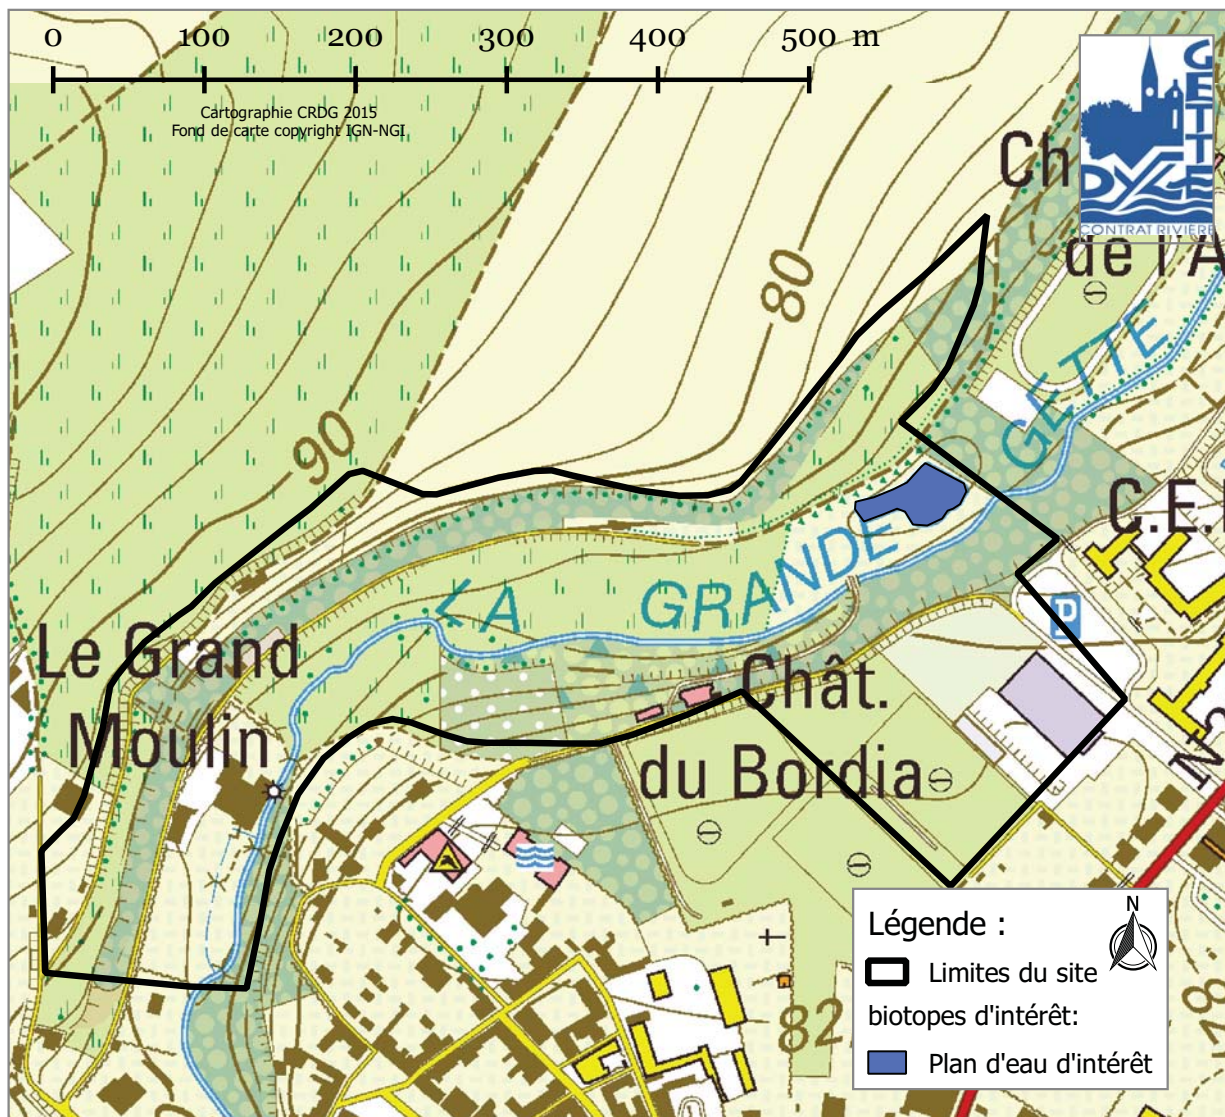 0 100 200 300 400 500 m
Cartographie CRDG 2015
Fond de carte copyright IGN-NGI
GETTE
DYLE
CONTRAT RIVIERE
Ch
de l'A
80
90
LA GRANDE GETTE
C.E.
P
Le Grand
Moulin
Chât.
du Bordia
N
82
Légende :
N
Limites du site
biotopes d'intérêt:
Plan d'eau d'intérêt